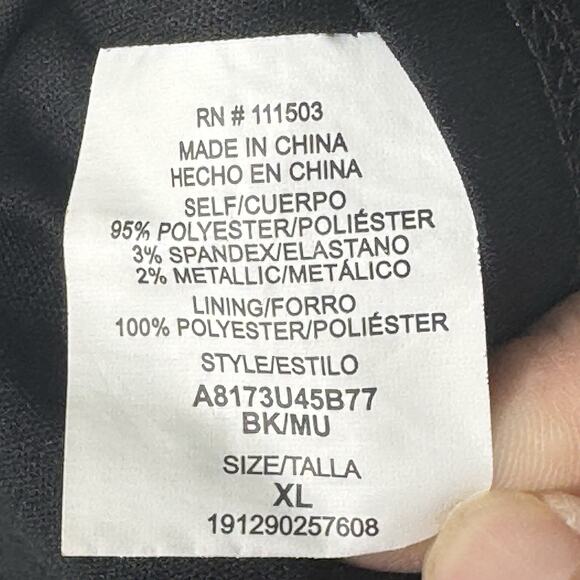 RN # 111503
MADE IN CHINA
HECHO EN CHINA
SELF/CUERPO
95% POLYESTER/POLIÉSTER
3% SPANDEX/ELASTANO
2% METALLIC/METÁLICO
LINING/FORRO
100% POLYESTER/POLIÉSTER
STYLE/ESTILO
A8173U45B77
BK/MU
SIZE/TALLA
XL
191290257608